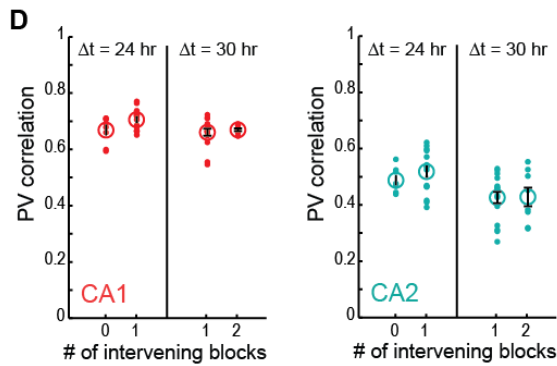 D
Δt = 24 hr Δt = 30 hr
PV correlation
1
0.8
0.6
0.4
0.2
0
CA1
0 1 1 2
# of intervening blocks
Δt = 24 hr Δt = 30 hr
PV correlation
1
0.8
0.6
0.4
0.2
0
CA2
0 1 1 2
# of intervening blocks